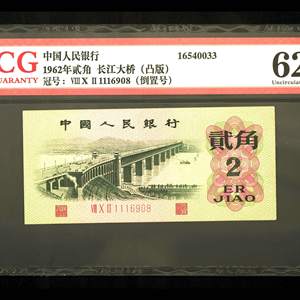 CG
GUARANTY
中国人民银行
1962年贰角 长江大桥（凸版）
冠号：Ⅷ Ⅹ Ⅱ 1116908（倒置号）
16540033
62
Uncirculated
中国人民银行
贰角
2
ER
JIAO
Ⅷ Ⅹ Ⅱ 1116908